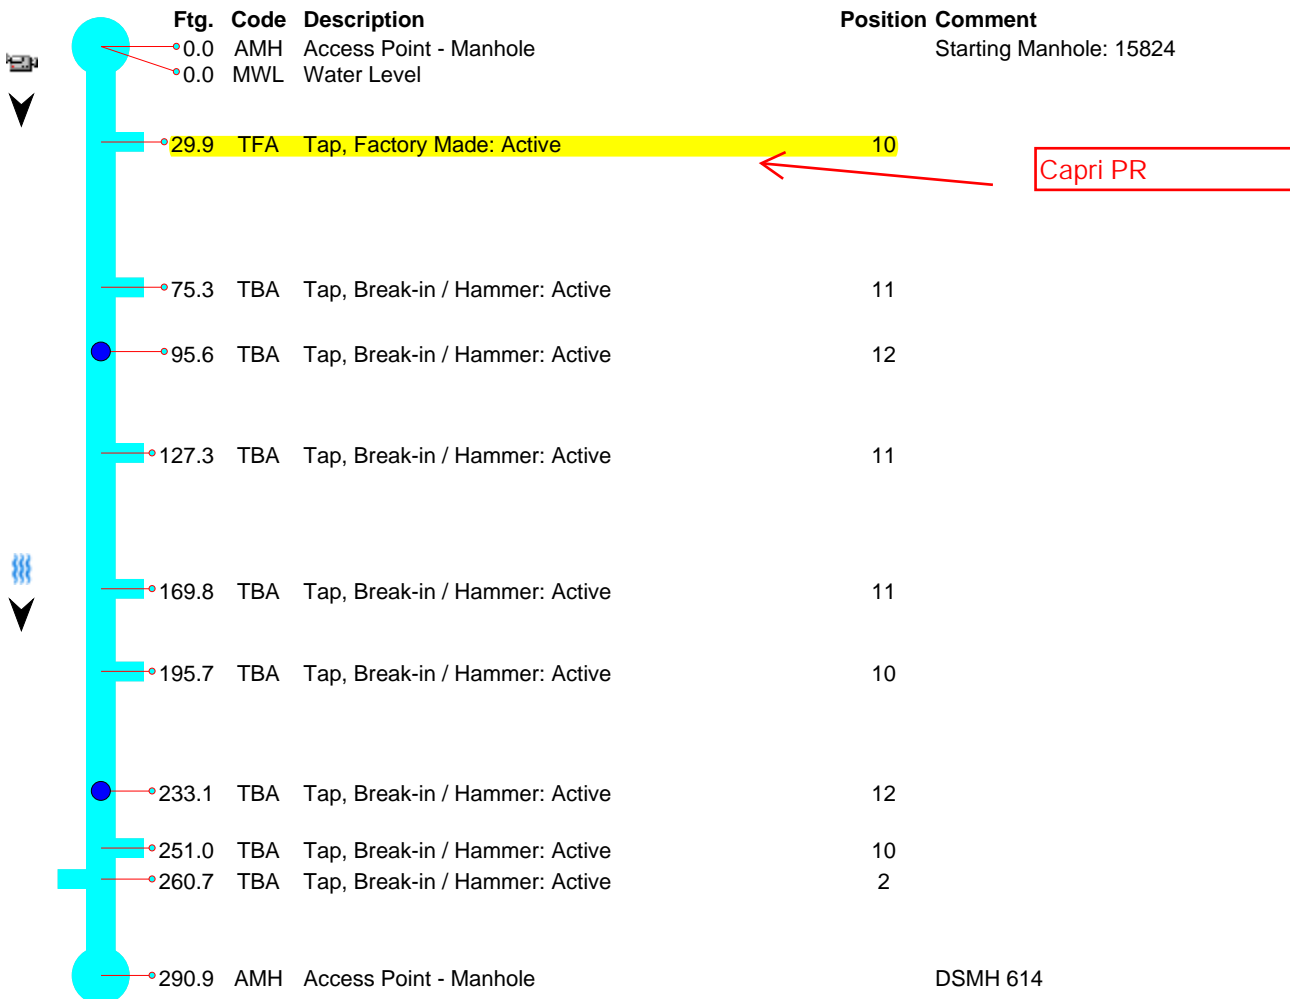 Ftg. Code Description Position Comment
0.0 AMH Access Point - Manhole Starting Manhole: 15824
0.0 MWL Water Level
29.9 TFA Tap, Factory Made: Active 10
Capri PR
75.3 TBA Tap, Break-in / Hammer: Active 11
95.6 TBA Tap, Break-in / Hammer: Active 12
127.3 TBA Tap, Break-in / Hammer: Active 11
169.8 TBA Tap, Break-in / Hammer: Active 11
195.7 TBA Tap, Break-in / Hammer: Active 10
233.1 TBA Tap, Break-in / Hammer: Active 12
251.0 TBA Tap, Break-in / Hammer: Active 10
260.7 TBA Tap, Break-in / Hammer: Active 2
290.9 AMH Access Point - Manhole DSMH 614